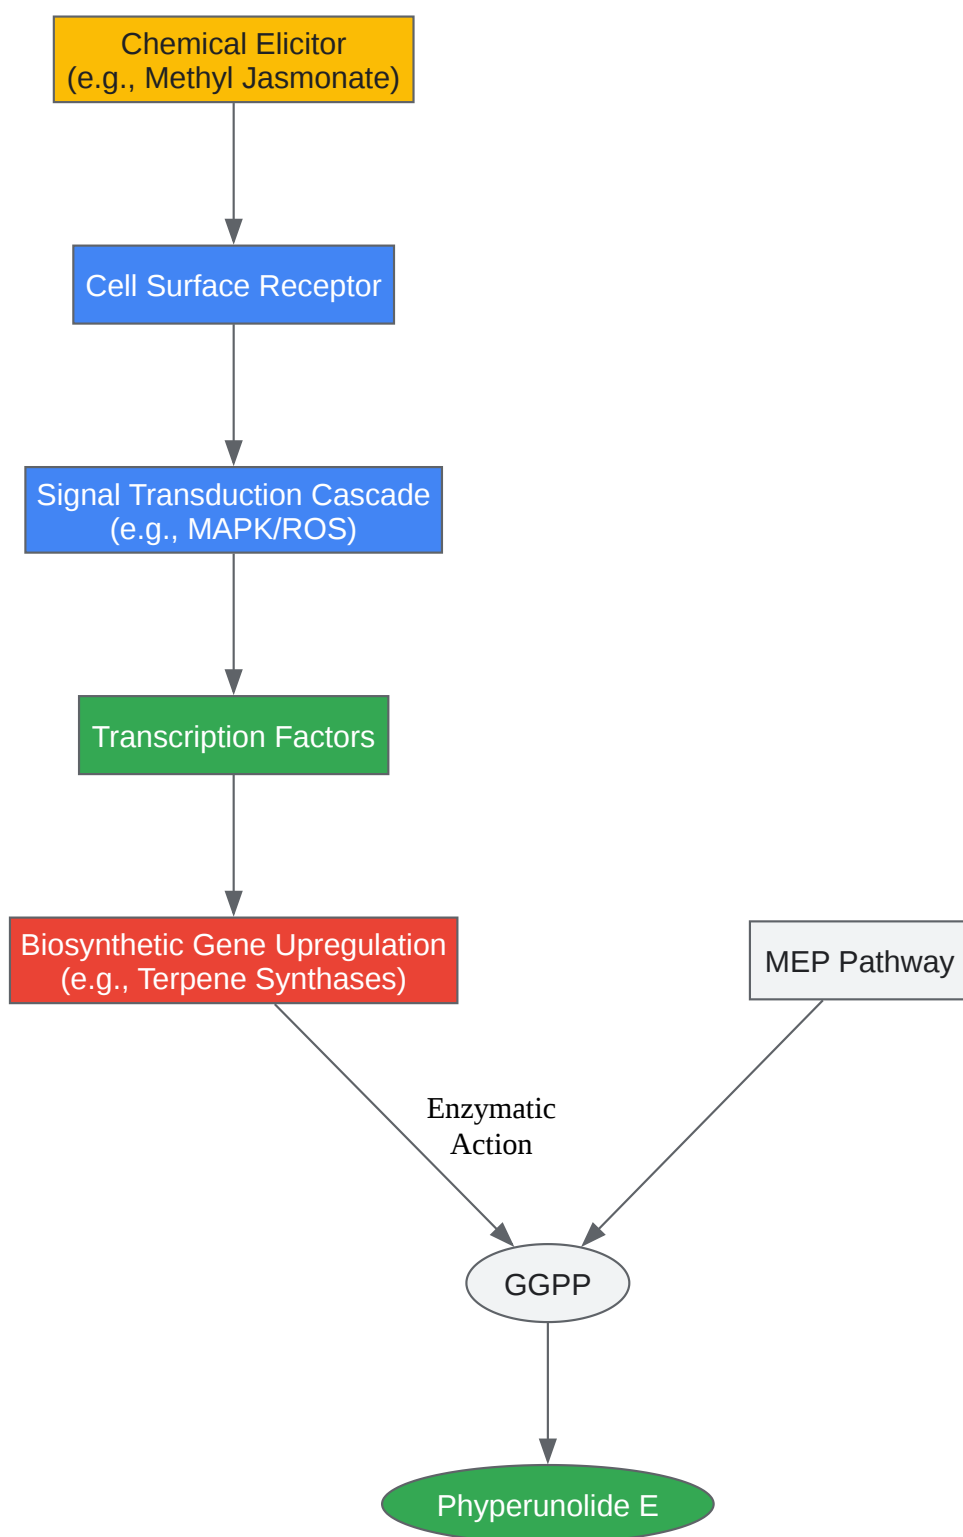 Chemical Elicitor
(e.g., Methyl Jasmonate)
Cell Surface Receptor
Signal Transduction Cascade
(e.g., MAPK/ROS)
Transcription Factors
Biosynthetic Gene Upregulation
(e.g., Terpene Synthases)
MEP Pathway
Enzymatic
Action
GGPP
Phyperunolide E